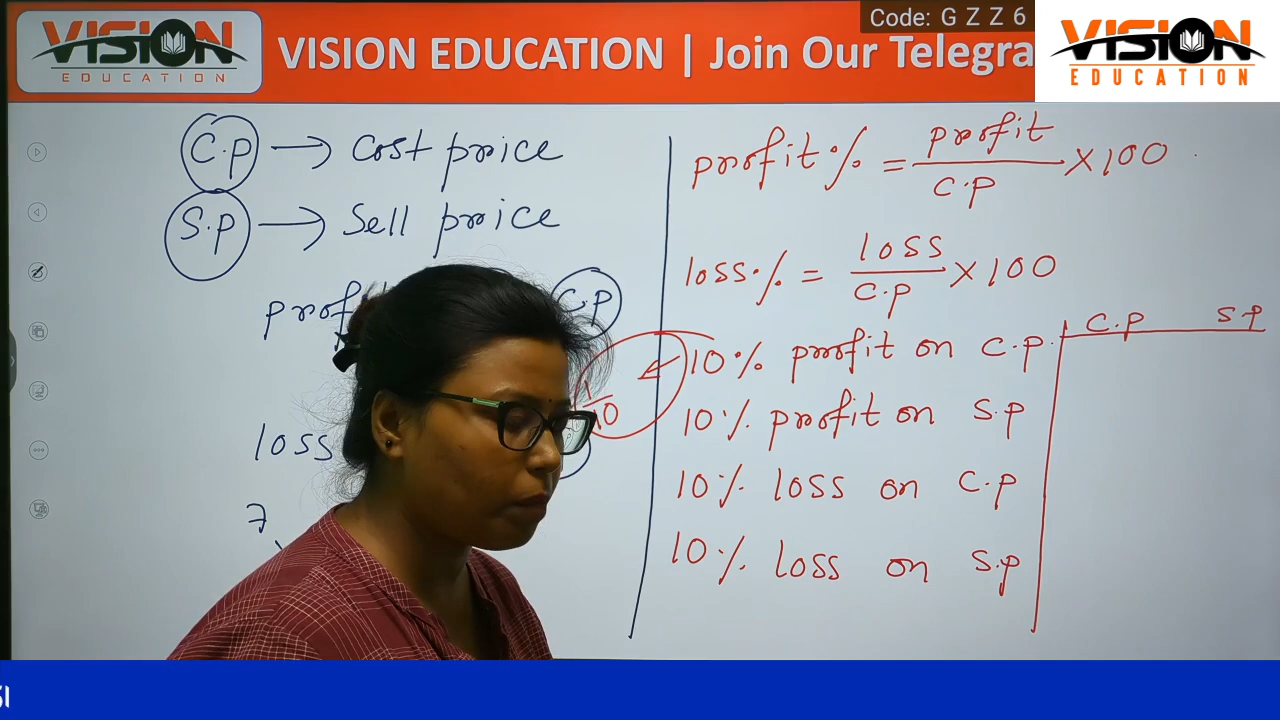 Code: G Z Z 6
VISION
EDUCATION
VISION EDUCATION | Join Our Telegra
VISION
EDUCATION
C.P → Cost price
S.P → Sell price
C.P
loss
7
profit % = profit / C.P × 100
loss % = loss / C.P × 100
C.P S.P
10% profit on C.P.
10% profit on S.P
10% loss on C.P
10% loss on S.P